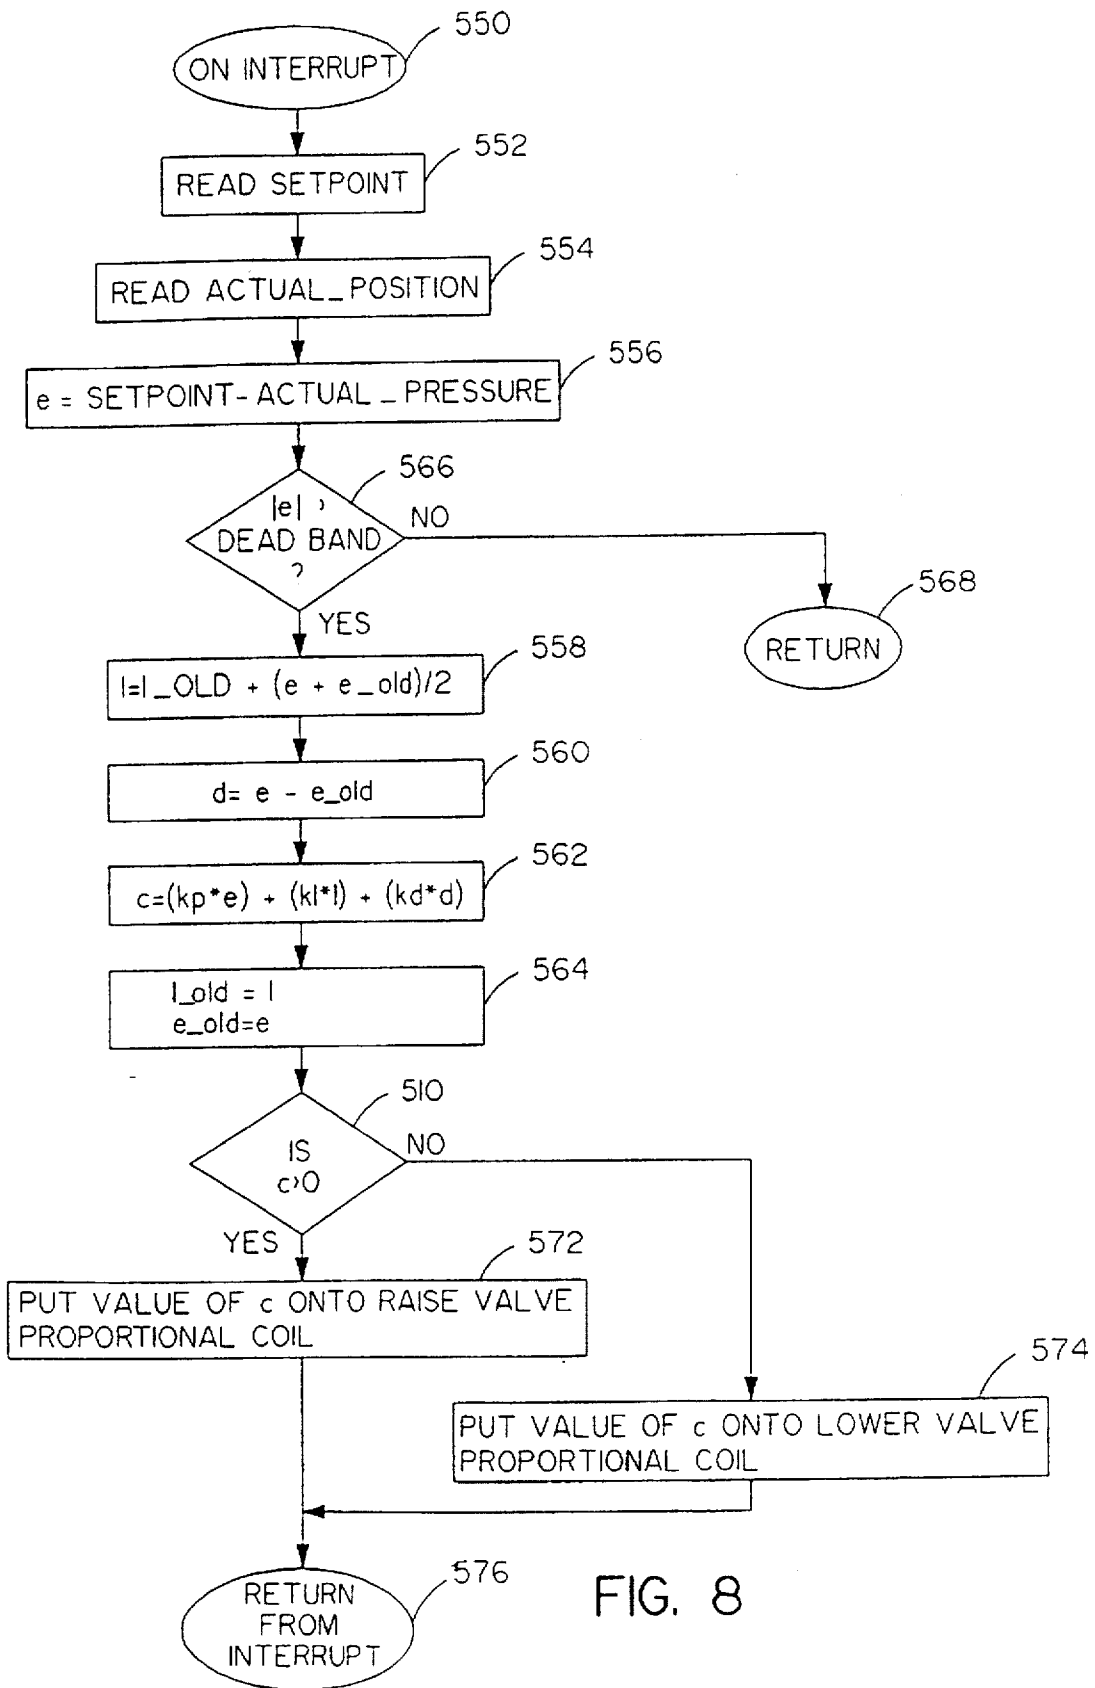 550
ON INTERRUPT
552
READ SETPOINT
554
READ ACTUAL_POSITION
556
e = SETPOINT-ACTUAL_PRESSURE
566
|e| >
DEAD BAND
?
NO
YES
568
RETURN
558
I=I_OLD + (e + e_old)/2
560
d= e - e_old
562
c=(kp*e) + (kI*I) + (kd*d)
564
I_old = I
e_old=e
510
IS
c>0
NO
YES
572
PUT VALUE OF c ONTO RAISE VALVE
PROPORTIONAL COIL
574
PUT VALUE OF c ONTO LOWER VALVE
PROPORTIONAL COIL
576
RETURN
FROM
INTERRUPT
FIG. 8